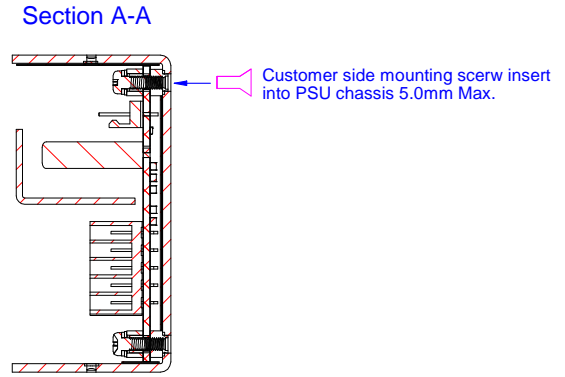 Section A-A
Customer side mounting scerw insert
into PSU chassis 5.0mm Max.